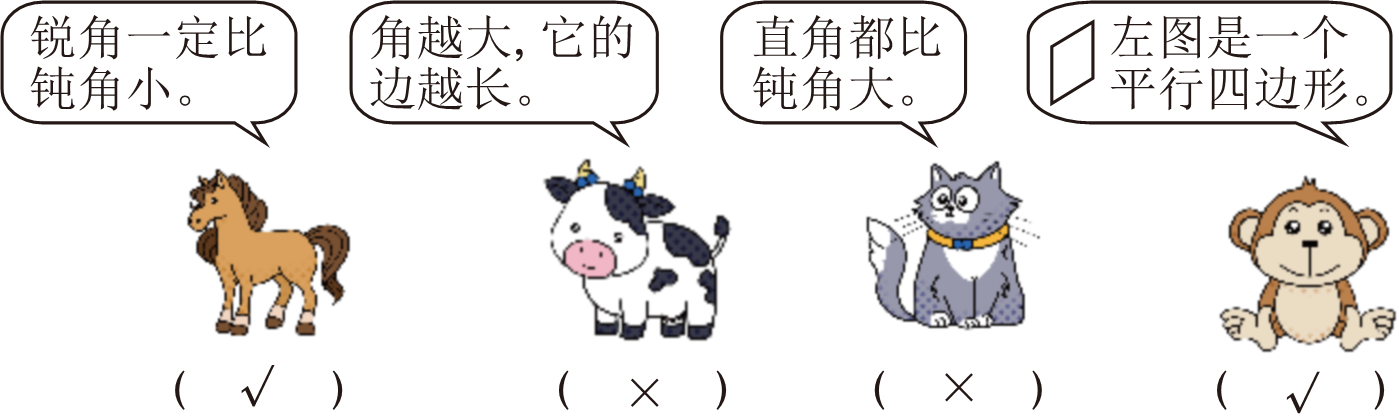 锐角一定比
钝角小。
角越大,它的
边越长。
直角都比
钝角大。
左图是一个
平行四边形。
( √ ) ( × ) ( × ) ( √ )